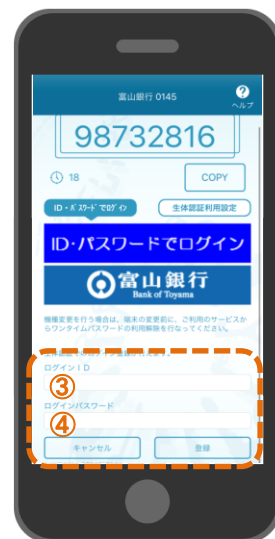 富山銀行 0145
?
ヘルプ
98732816
18
COPY
ID・パスワードでログイン
生体認証利用設定
ID・パスワードでログイン
富山銀行
Bank of Toyama
機種変更を行う場合は、端末の変更前に、ご利用のサービスか
らワンタイムパスワードの利用解除を行なってください。
ログインID
③
ログインパスワード
④
キャンセル
登録